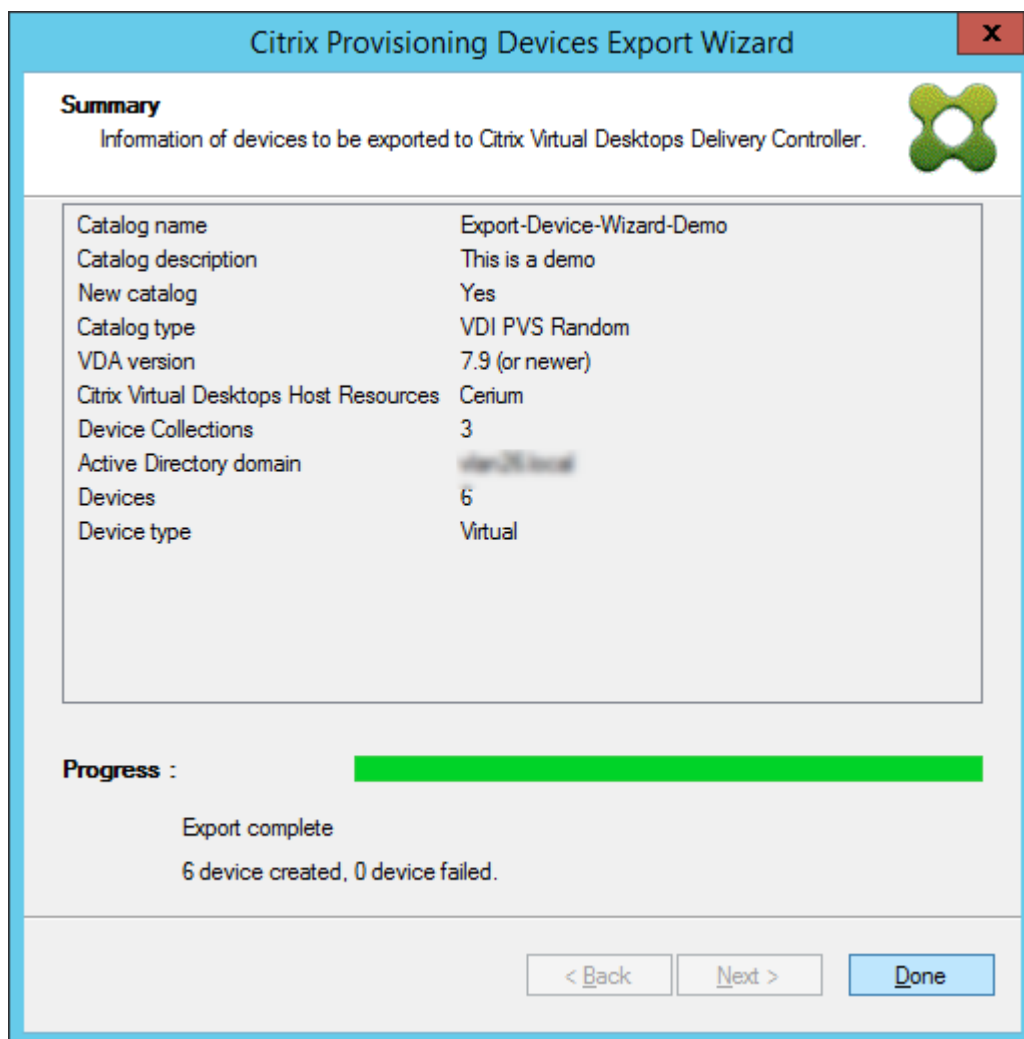 Citrix Provisioning Devices Export Wizard
x
Summary
Information of devices to be exported to Citrix Virtual Desktops Delivery Controller.
Catalog name Export-Device-Wizard-Demo
Catalog description This is a demo
New catalog Yes
Catalog type VDI PVS Random
VDA version 7.9 (or newer)
Citrix Virtual Desktops Host Resources Cerium
Device Collections 3
Active Directory domain
Devices 6
Device type Virtual
Progress :
Export complete
6 device created, 0 device failed.
< Back Next > Done